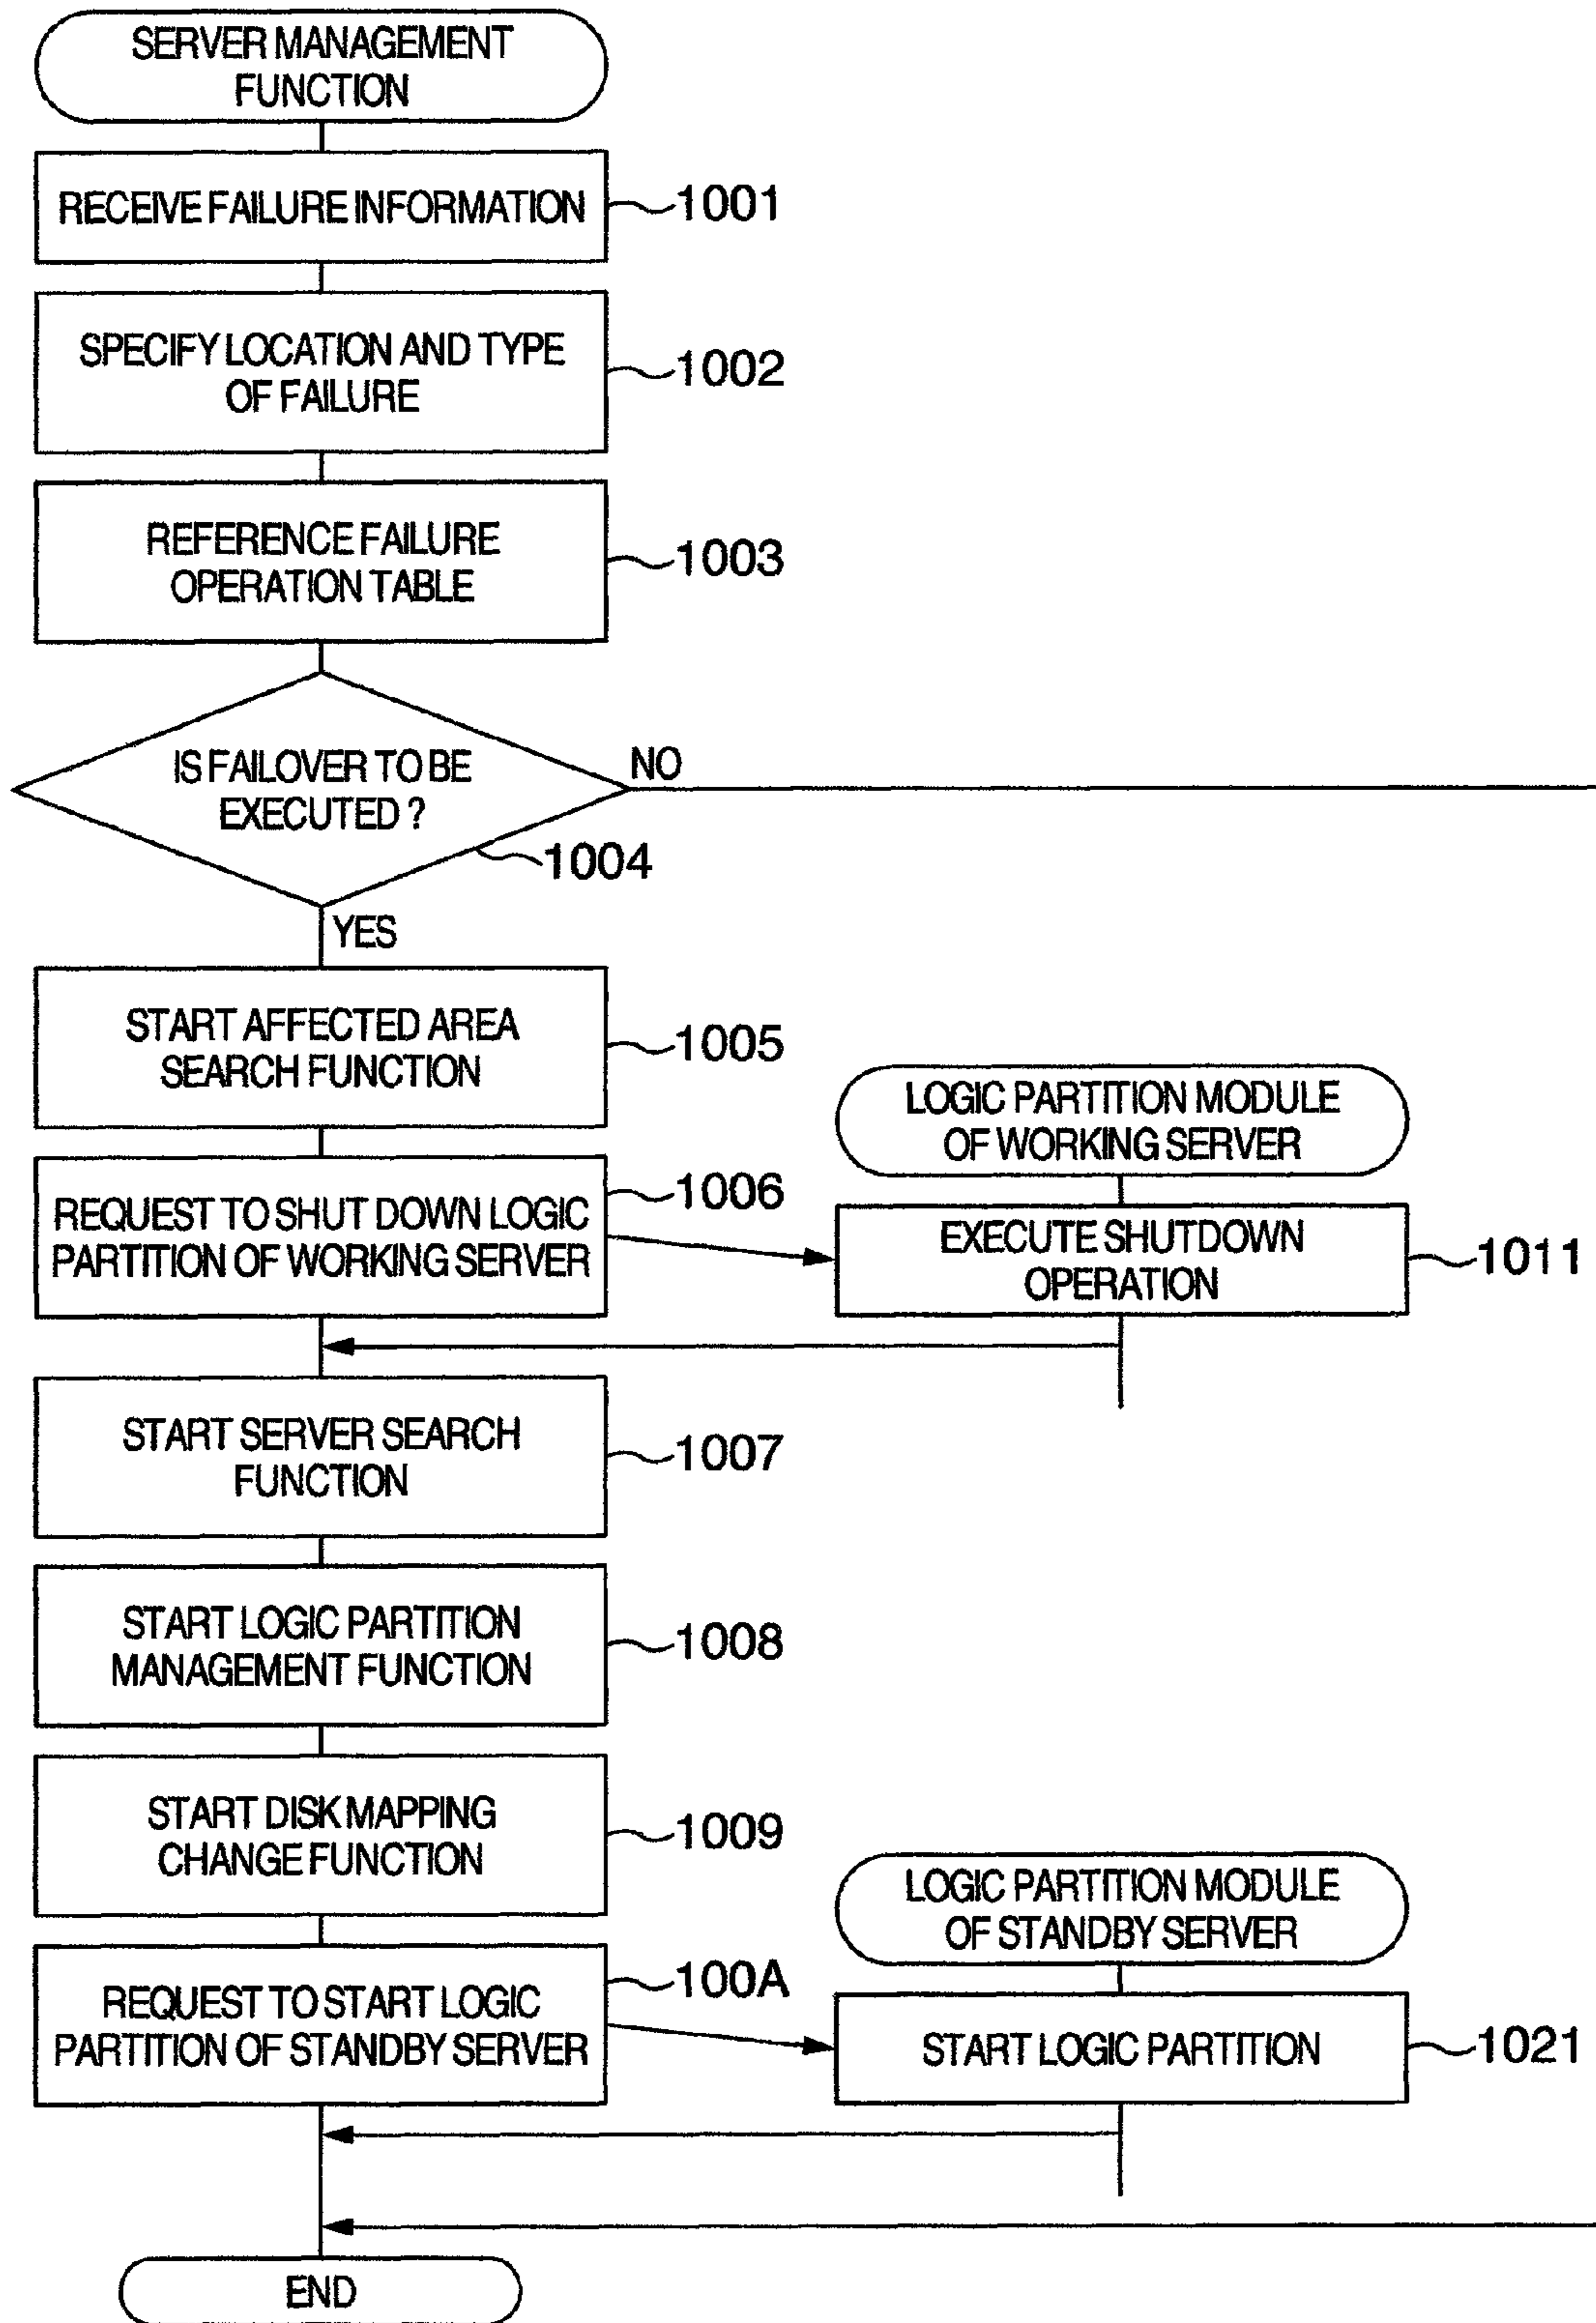 SERVER MANAGEMENT
FUNCTION
RECEIVE FAILURE INFORMATION
1001
SPECIFY LOCATION AND TYPE
OF FAILURE
1002
REFERENCE FAILURE
OPERATION TABLE
1003
IS FAILOVER TO BE
EXECUTED ?
NO
1004
YES
START AFFECTED AREA
SEARCH FUNCTION
1005
LOGIC PARTITION MODULE
OF WORKING SERVER
REQUEST TO SHUT DOWN LOGIC
PARTITION OF WORKING SERVER
1006
EXECUTE SHUTDOWN
OPERATION
1011
START SERVER SEARCH
FUNCTION
1007
START LOGIC PARTITION
MANAGEMENT FUNCTION
1008
START DISK MAPPING
CHANGE FUNCTION
1009
LOGIC PARTITION MODULE
OF STANDBY SERVER
REQUEST TO START LOGIC
PARTITION OF STANDBY SERVER
100A
START LOGIC PARTITION
1021
END